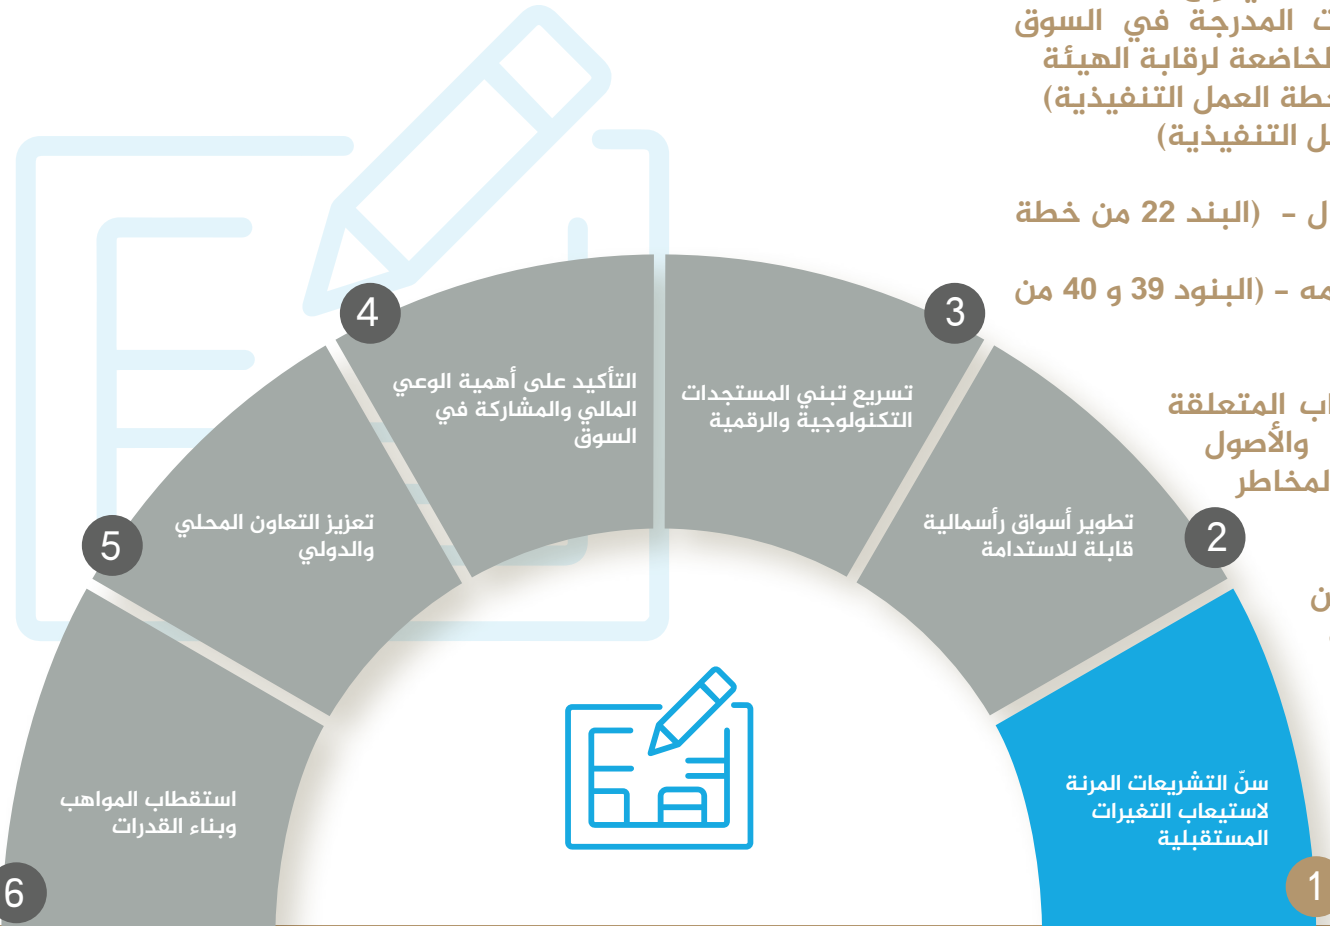 ت المدرجة في السوق
لخاضعة لرقابة الهيئة
خطة العمل التنفيذية)
ل التنفيذية)
ل - (البند 22 من خطة
مه - (البنود 39 و 40 من
اب المتعلقة
والأصول
لمخاطر
ن
1
سنّ التشريعات المرنة
لاستيعاب التغيرات
المستقبلية
2
تطوير أسواق رأسمالية
قابلة للاستدامة
3
تسريع تبني المستجدات
التكنولوجية والرقمية
4
التأكيد على أهمية الوعي
المالي والمشاركة في
السوق
5
تعزيز التعاون المحلي
والدولي
6
استقطاب المواهب
وبناء القدرات